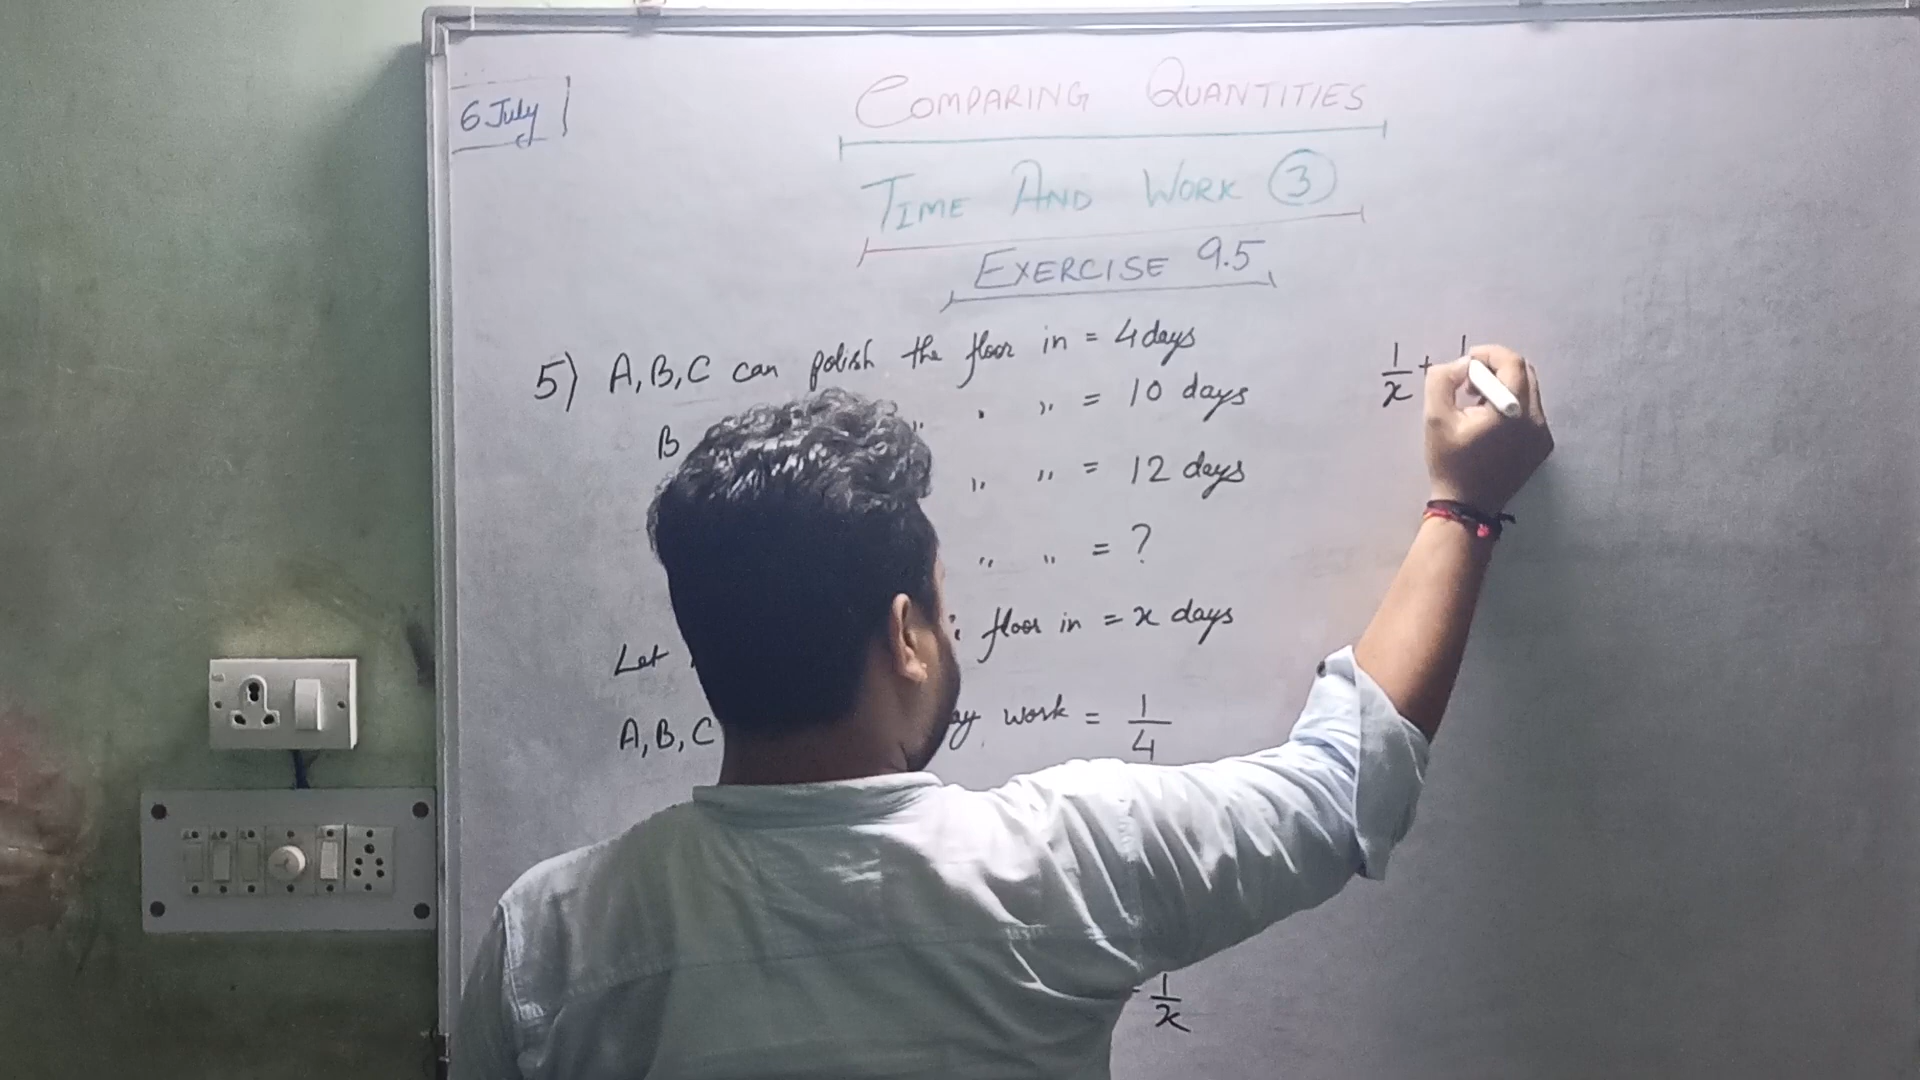 6 July
COMPARING QUANTITIES
TIME AND WORK 3
EXERCISE 9.5
5) A, B, C can polish the floor in = 4 days
B " . " = 10 days
" " = 12 days
" " = ?
Let floor in = x days
A, B, C work = 1/4
1/x
1/x +